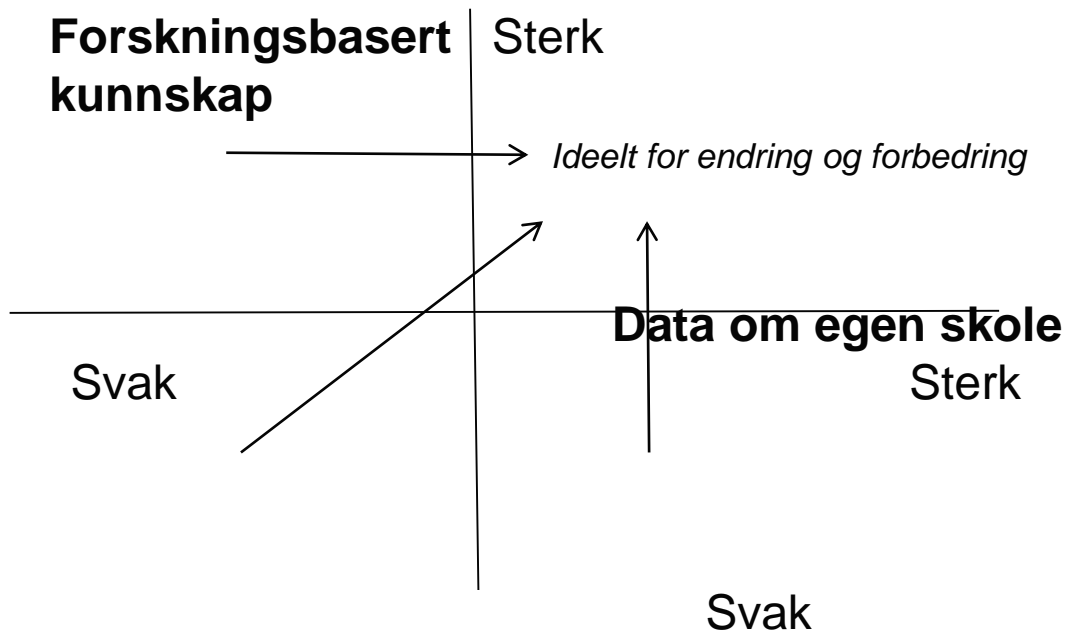 Forskningsbasert
kunnskap
Sterk
Ideelt for endring og forbedring
Data om egen skole
Svak
Sterk
Svak